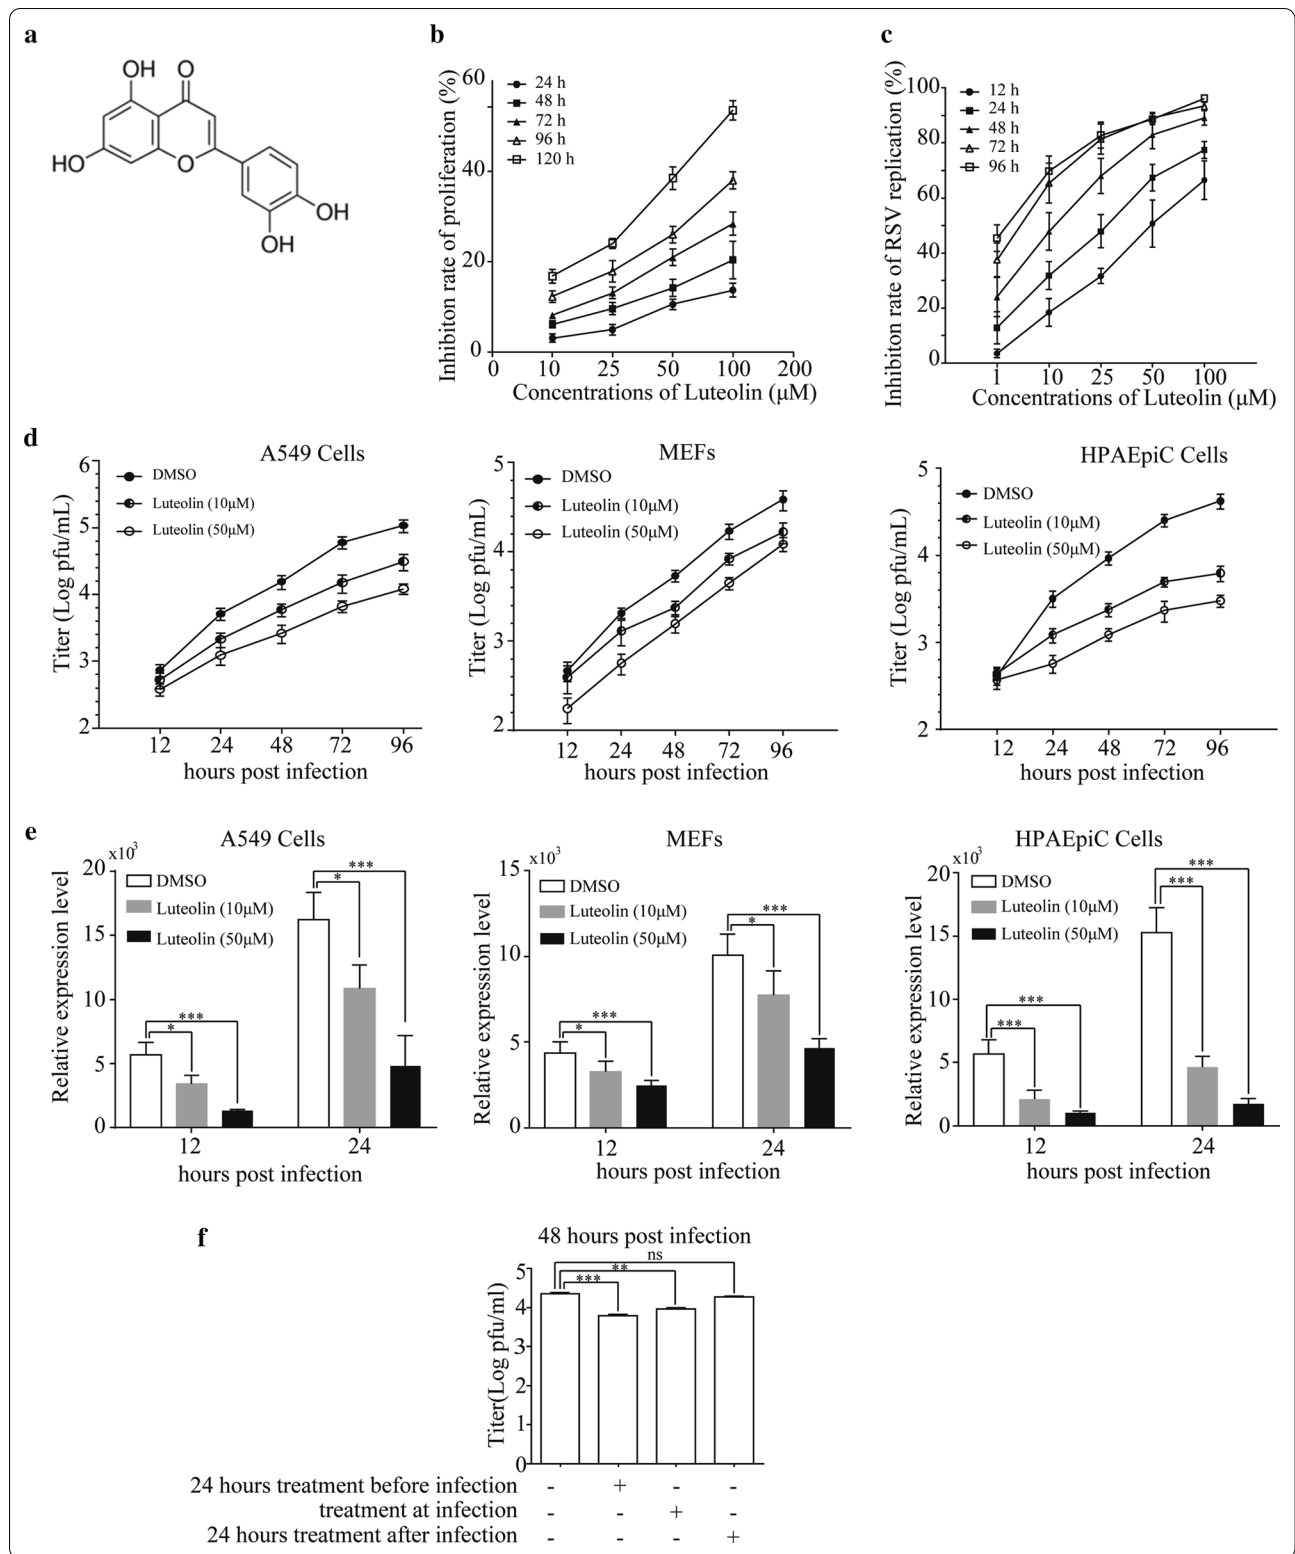 a
OH
O
HO
O
OH
OH
b
Inhibiton rate of proliferation (%)
60
40
20
0
24 h
48 h
72 h
96 h
120 h
0 10 25 50 100 200
Concentrations of Luteolin (μM)
c
Inhibiton rate of RSV replication (%)
100
80
60
40
20
0
12 h
24 h
48 h
72 h
96 h
1 10 25 50 100
Concentrations of Luteolin (μM)
d
A549 Cells
Titer (Log pfu/mL)
6
5
4
3
2
DMSO
Luteolin (10μM)
Luteolin (50μM)
12 24 48 72 96
hours post infection
MEFs
Titer (Log pfu/mL)
5
4
3
2
DMSO
Luteolin (10μM)
Luteolin (50μM)
12 24 48 72 96
hours post infection
HPAEpiC Cells
Titer (Log pfu/mL)
5
4
3
2
DMSO
Luteolin (10μM)
Luteolin (50μM)
12 24 48 72 96
hours post infection
e
A549 Cells
x10³
Relative expression level
20
15
10
5
0
DMSO
Luteolin (10μM)
Luteolin (50μM)
***
*
***
*
12 24
hours post infection
MEFs
x10³
Relative expression level
15
10
5
0
DMSO
Luteolin (10μM)
Luteolin (50μM)
***
*
***
*
12 24
hours post infection
HPAEpiC Cells
x10³
Relative expression level
20
15
10
5
0
DMSO
Luteolin (10μM)
Luteolin (50μM)
***
***
***
***
12 24
hours post infection
f
48 hours post infection
ns
**
***
Titer(Log pfu/ml)
5
4
3
2
1
0
24 hours treatment before infection - + - -
treatment at infection - - + -
24 hours treatment after infection - - - +